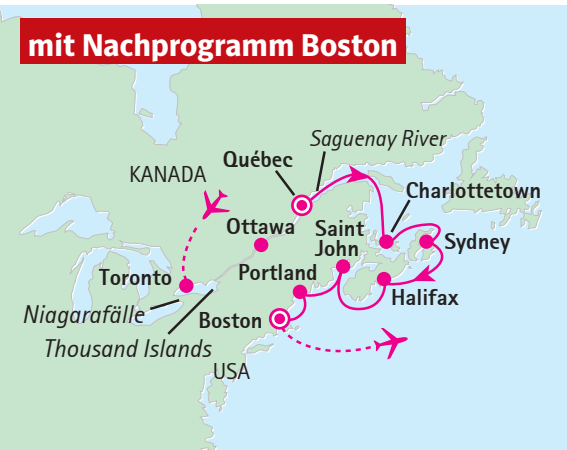 mit Nachprogramm Boston
Saguenay River
Québec
KANADA
Charlottetown
Ottawa
Saint
John
Sydney
Portland
Toronto
Halifax
Niagarafälle
Boston
Thousand Islands
USA